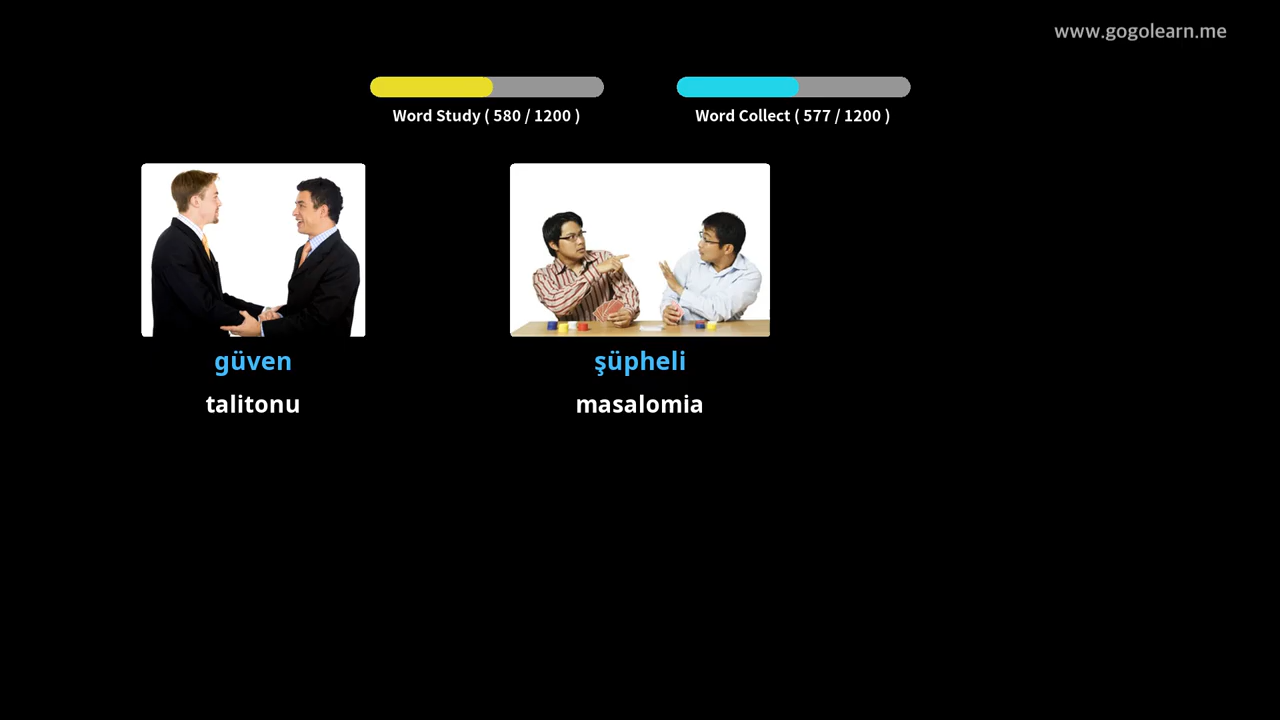 www.gogolearn.me
Word Study ( 580 / 1200 )
Word Collect ( 577 / 1200 )
güven
şüpheli
talitonu
masalomia